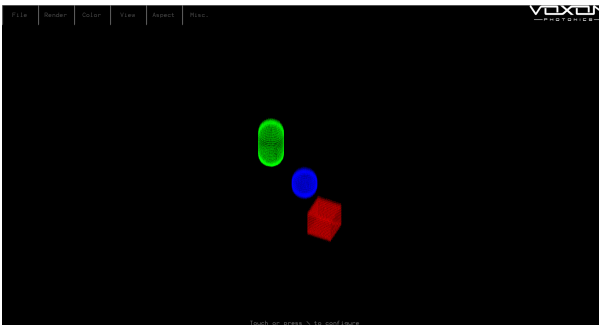 File Render Color View Aspect Misc.
VOXON
PHOTONICS
Touch or press \ to configure